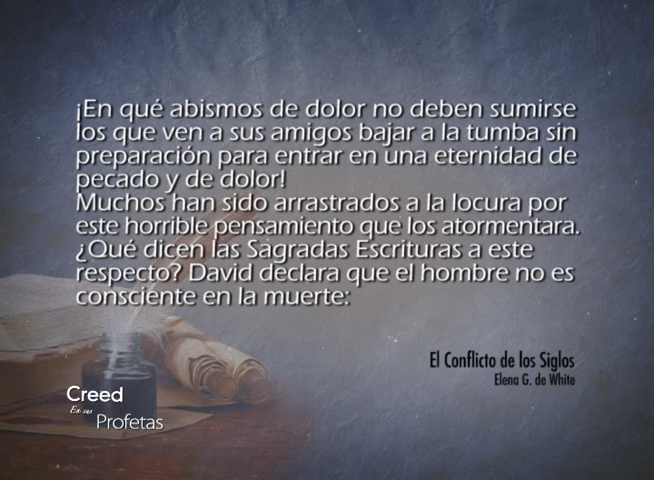 ¡En qué abismos de dolor no deben sumirse
los que ven a sus amigos bajar a la tumba sin
preparación para entrar en una eternidad de
pecado y de dolor!
Muchos han sido arrastrados a la locura por
este horrible pensamiento que los atormentara.
¿Qué dicen las Sagradas Escrituras a este
respecto? David declara que el hombre no es
consciente en la muerte:
El Conflicto de los Siglos
Elena G. de White
Creed
En sus
Profetas